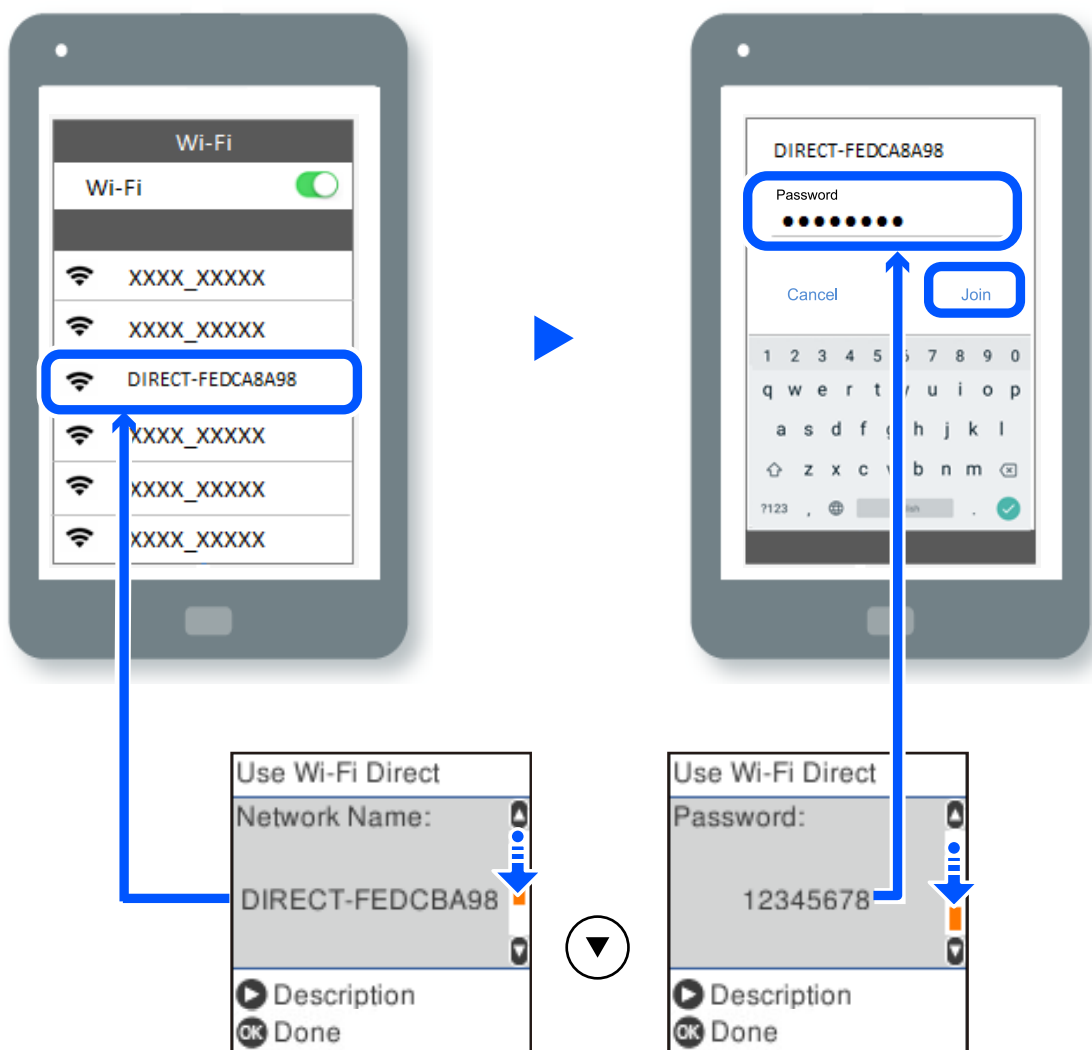 Wi-Fi
Wi-Fi
XXXX_XXXXX
XXXX_XXXXX
DIRECT-FEDCA8A98
XXXX_XXXXX
XXXX_XXXXX
XXXX_XXXXX
DIRECT-FEDCA8A98
Password
●●●●●●●●
Cancel Join
1 2 3 4 5 7 8 9 0
q w e r t u i o p
a s d f g h j k l
z x c v b n m
?123 , .
Use Wi-Fi Direct
Network Name:
DIRECT-FEDCBA98
Description
OK Done
Use Wi-Fi Direct
Password:
12345678
Description
OK Done